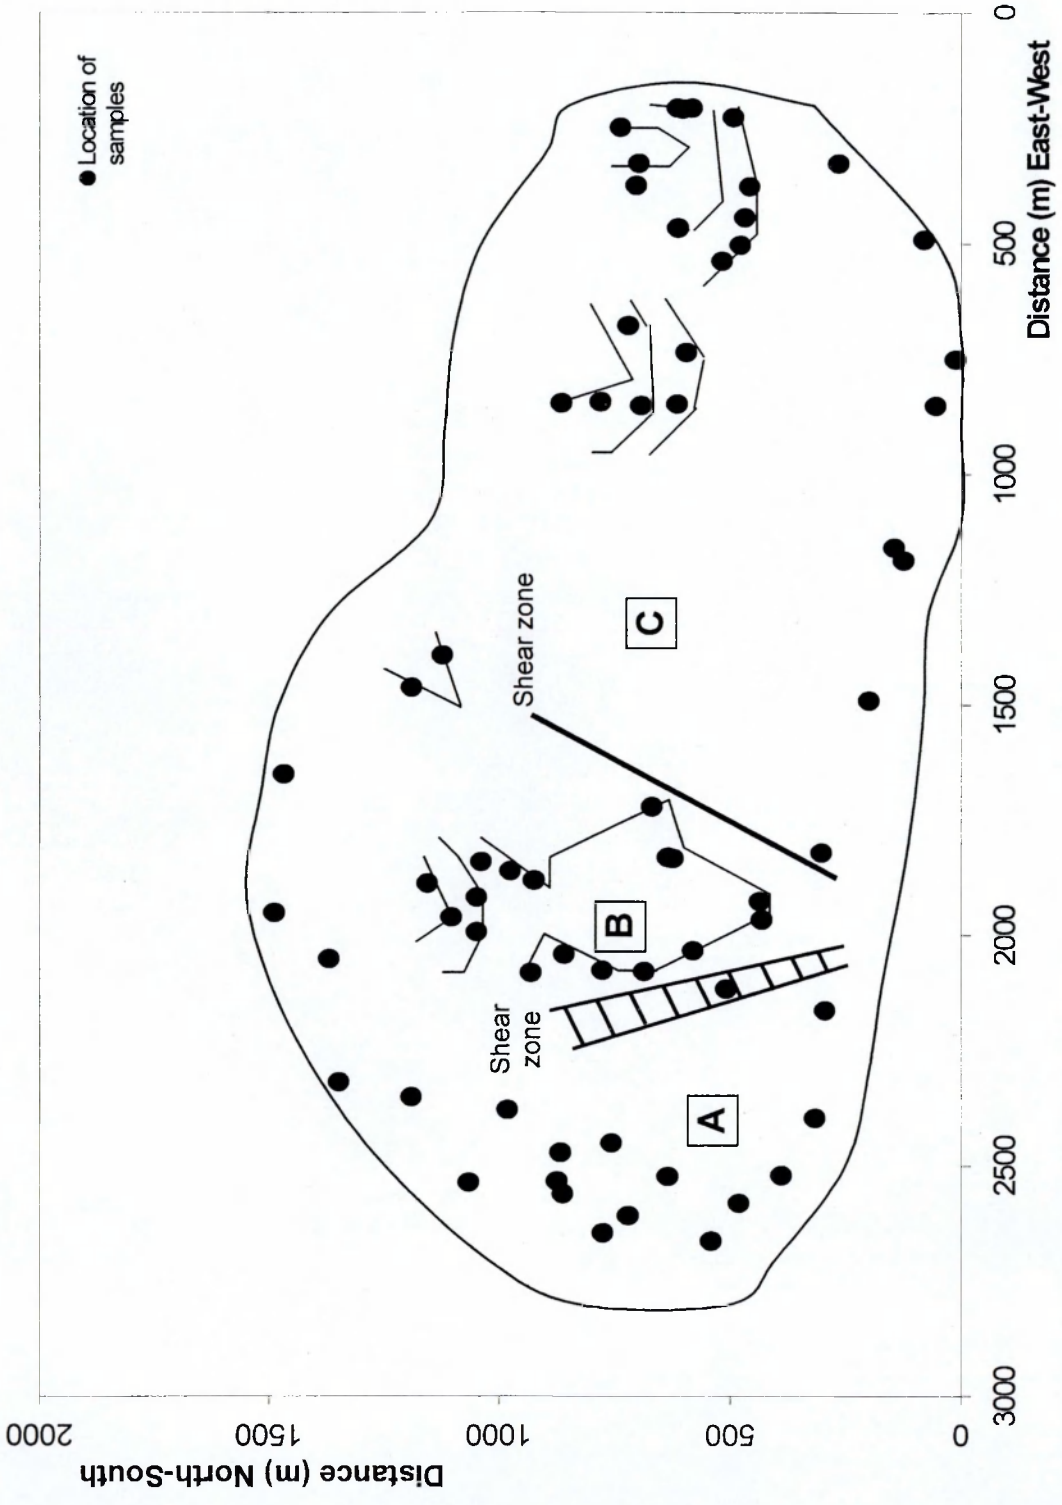 Location of
samples
Shear zone
Shear
zone
A
B
C
2000
1500
1000
500
0
Distance (m) North-South
3000
2500
2000
1500
1000
500
0
Distance (m) East-West